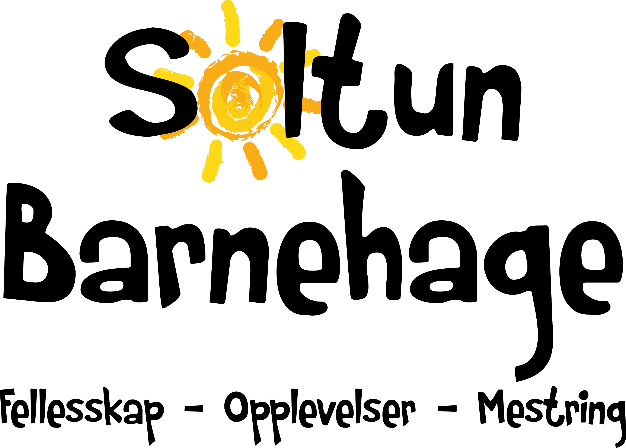 Soltun
Barnehage
Fellesskap - Opplevelser - Mestring